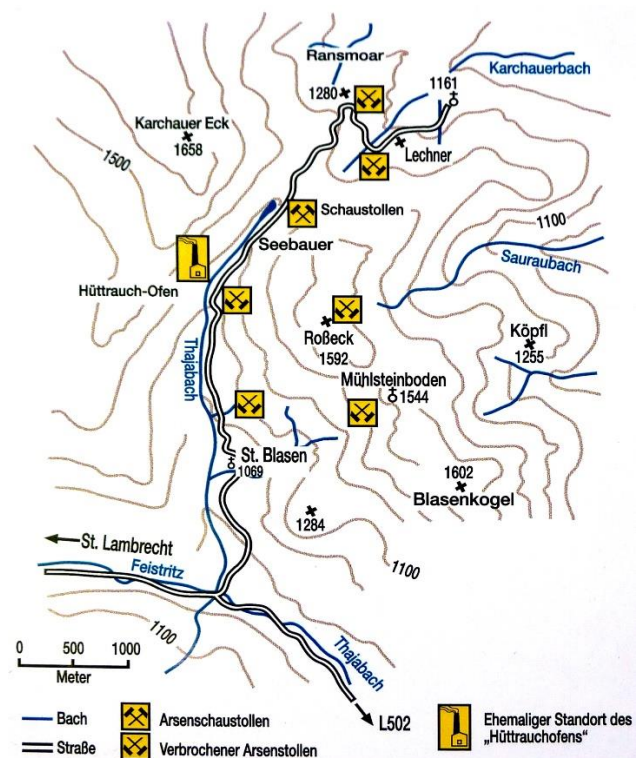 Ransmoar
1280
1161
Karchauerbach
Karchauer Eck
1658
Lechner
1500
Schaustollen
1100
Seebauer
Sauraubach
Hüttrauch-Ofen
Thajabach
Roßeck
1592
Köpfl
1255
Mühlsteinboden
1544
St. Blasen
1069
1602
Blasenkogel
1284
St. Lambrecht
Feistritz
1100
1100
Thajabach
0 500 1000
Meter
L502
Bach
Straße
Arsenschaustollen
Verbrochener Arsenstollen
Ehemaliger Standort des
„Hüttrauchofens“